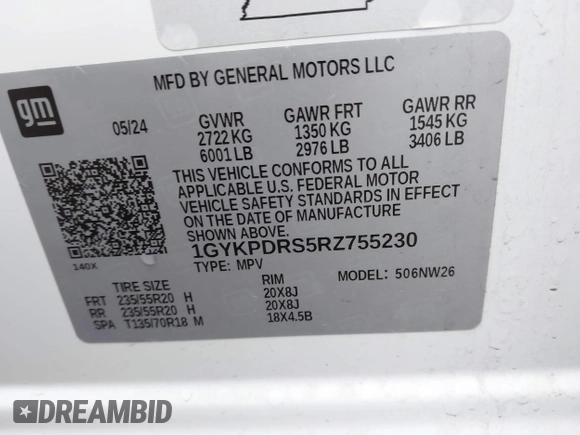 MFD BY GENERAL MOTORS LLC
gm
05/24 GVWR GAWR FRT GAWR RR
2722 KG 1350 KG 1545 KG
6001 LB 2976 LB 3406 LB
THIS VEHICLE CONFORMS TO ALL
APPLICABLE U.S. FEDERAL MOTOR
VEHICLE SAFETY STANDARDS IN EFFECT
ON THE DATE OF MANUFACTURE
SHOWN ABOVE.
1GYKPDRS5RZ755230
140X TYPE: MPV MODEL: 506NW26
TIRE SIZE RIM
FRT 235/55R20 H 20X8J
RR 235/55R20 H 20X8J
SPA T135/70R18 M 18X4.5B
DREAMBID